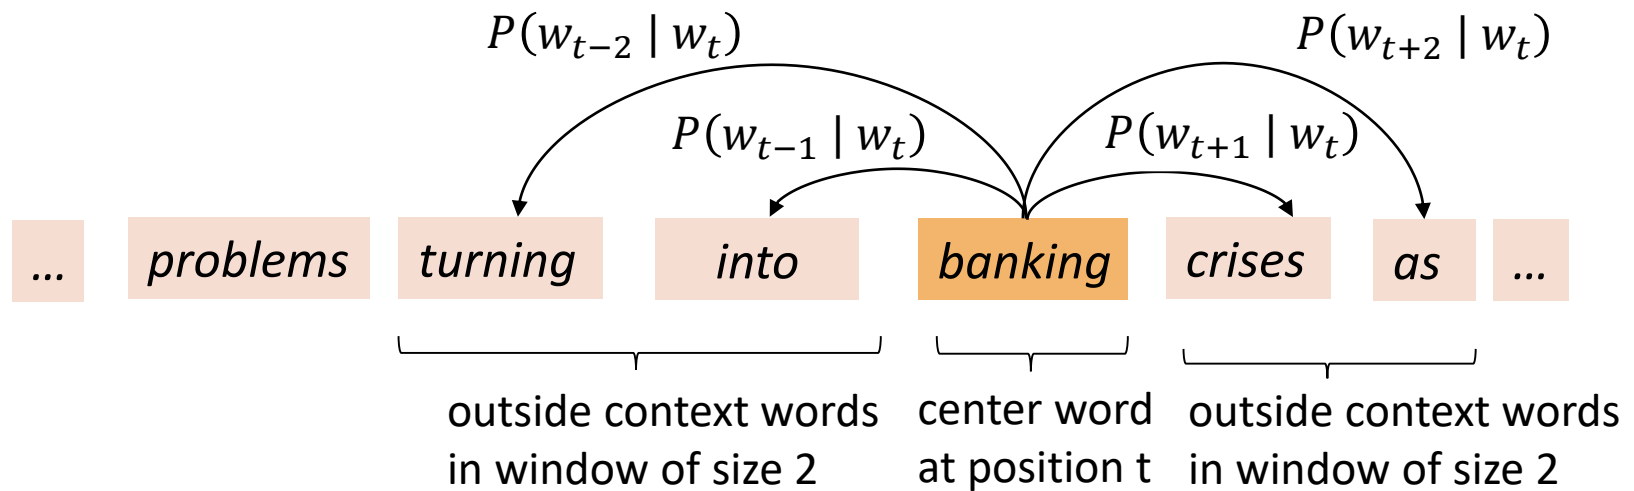 P(w_{t−2} | w_t) P(w_{t+2} | w_t)
P(w_{t−1} | w_t) P(w_{t+1} | w_t)
... problems turning into banking crises as ...
outside context words center word outside context words
in window of size 2 at position t in window of size 2